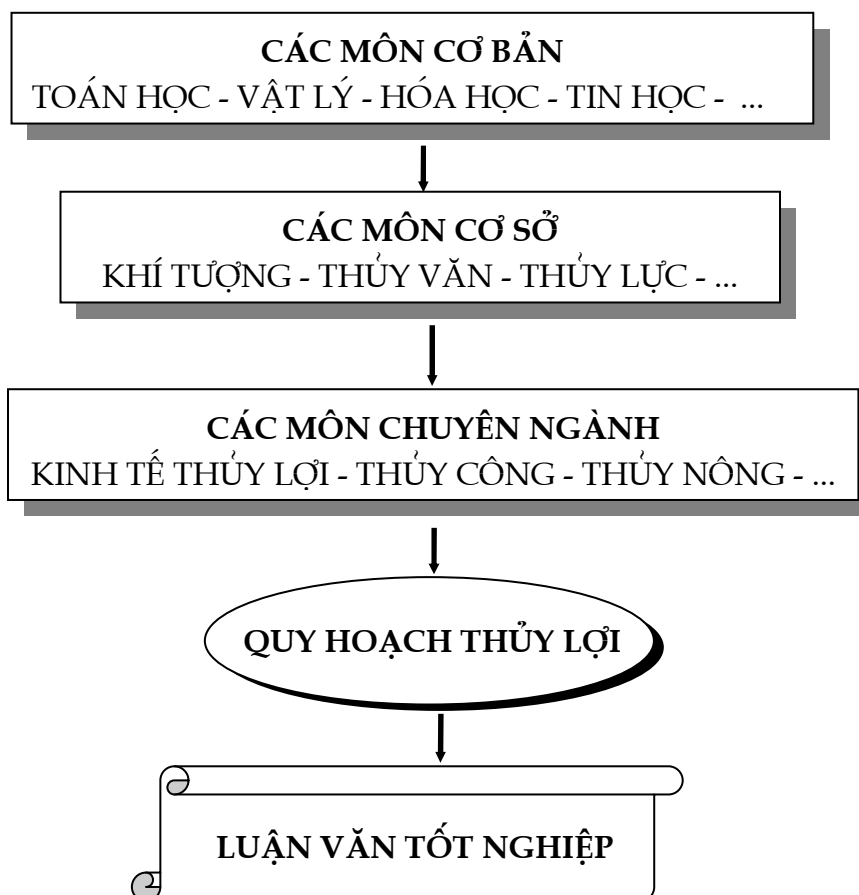 CÁC MÔN CƠ BẢN
TOÁN HỌC - VẬT LÝ - HÓA HỌC - TIN HỌC - ...
CÁC MÔN CƠ SỞ
KHÍ TƯỢNG - THỦY VĂN - THỦY LỰC - ...
CÁC MÔN CHUYÊN NGÀNH
KINH TẾ THỦY LỢI - THỦY CÔNG - THỦY NÔNG - ...
QUY HOẠCH THỦY LỢI
LUẬN VĂN TỐT NGHIỆP